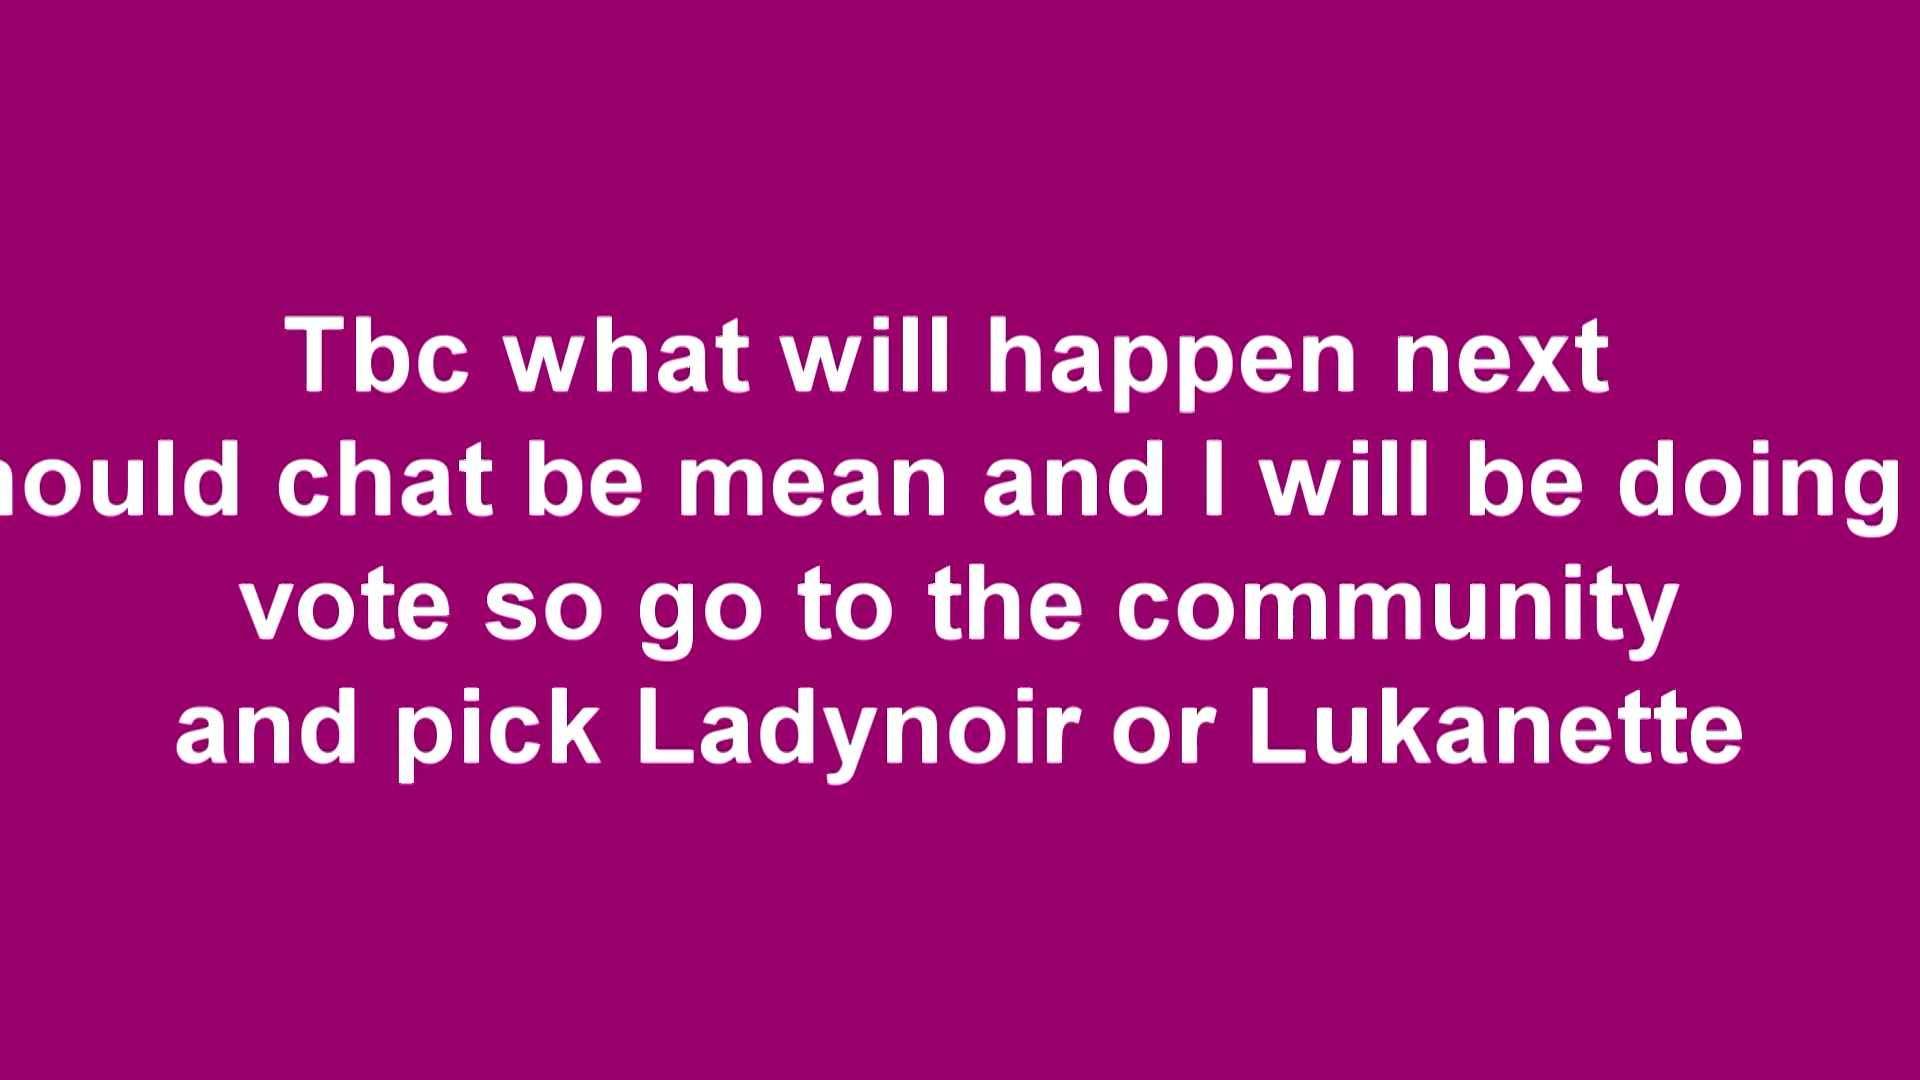 Tbc what will happen next
hould chat be mean and I will be doing
vote so go to the community
and pick Ladynoir or Lukanette